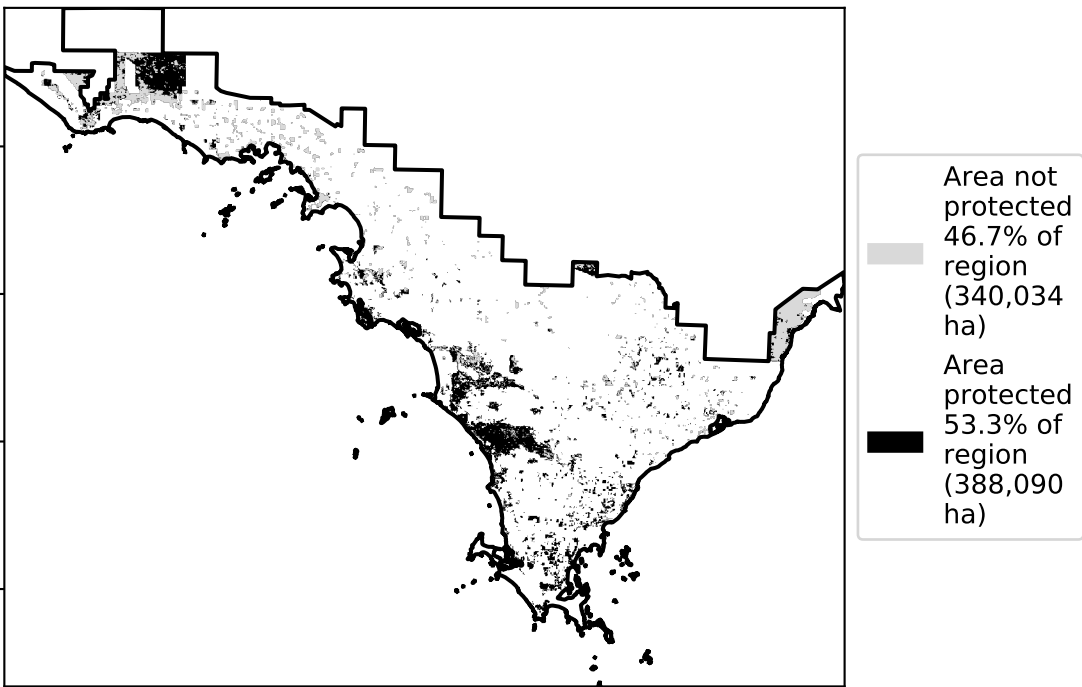 Area not
protected
46.7% of
region
(340,034
ha)
Area
protected
53.3% of
region
(388,090
ha)